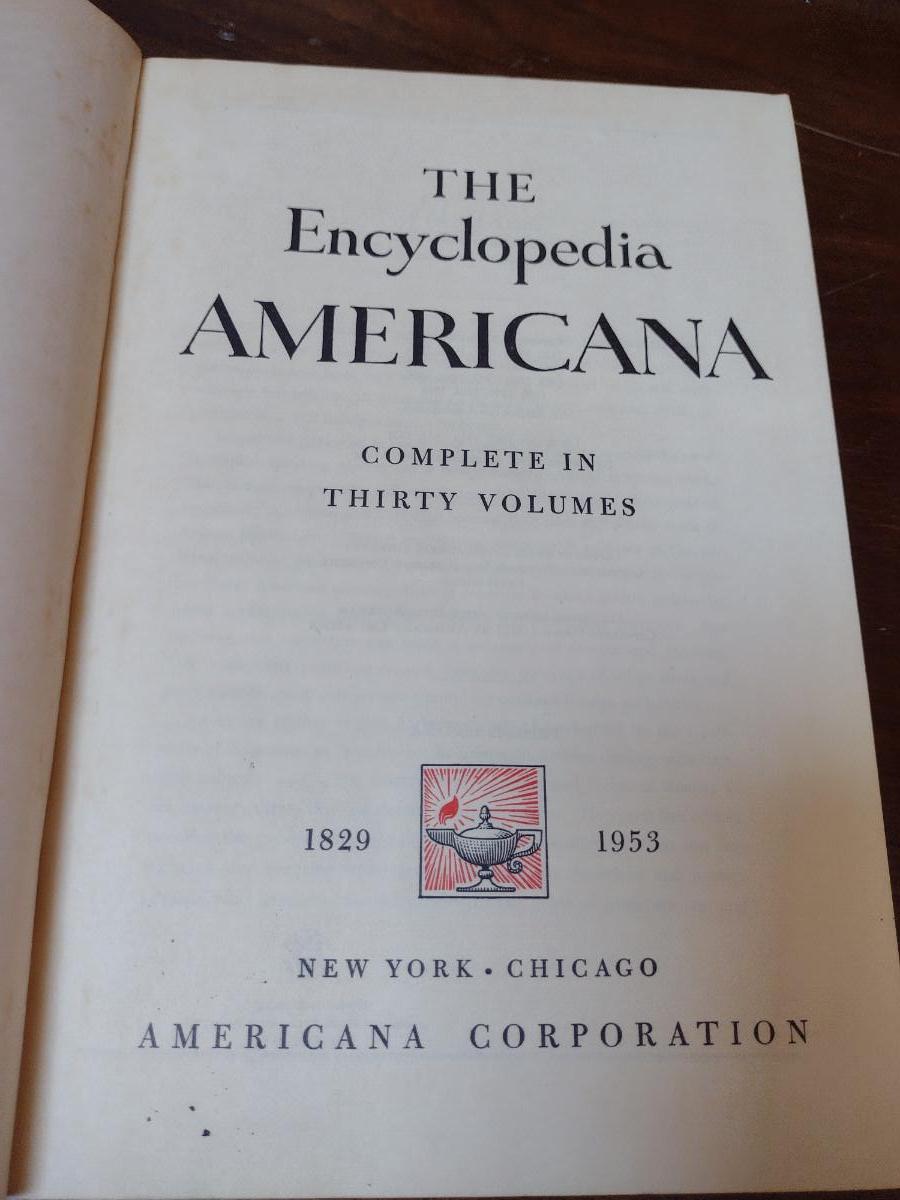 THE
Encyclopedia
AMERICANA
COMPLETE IN
THIRTY VOLUMES
1829 1953
NEW YORK • CHICAGO
AMERICANA CORPORATION